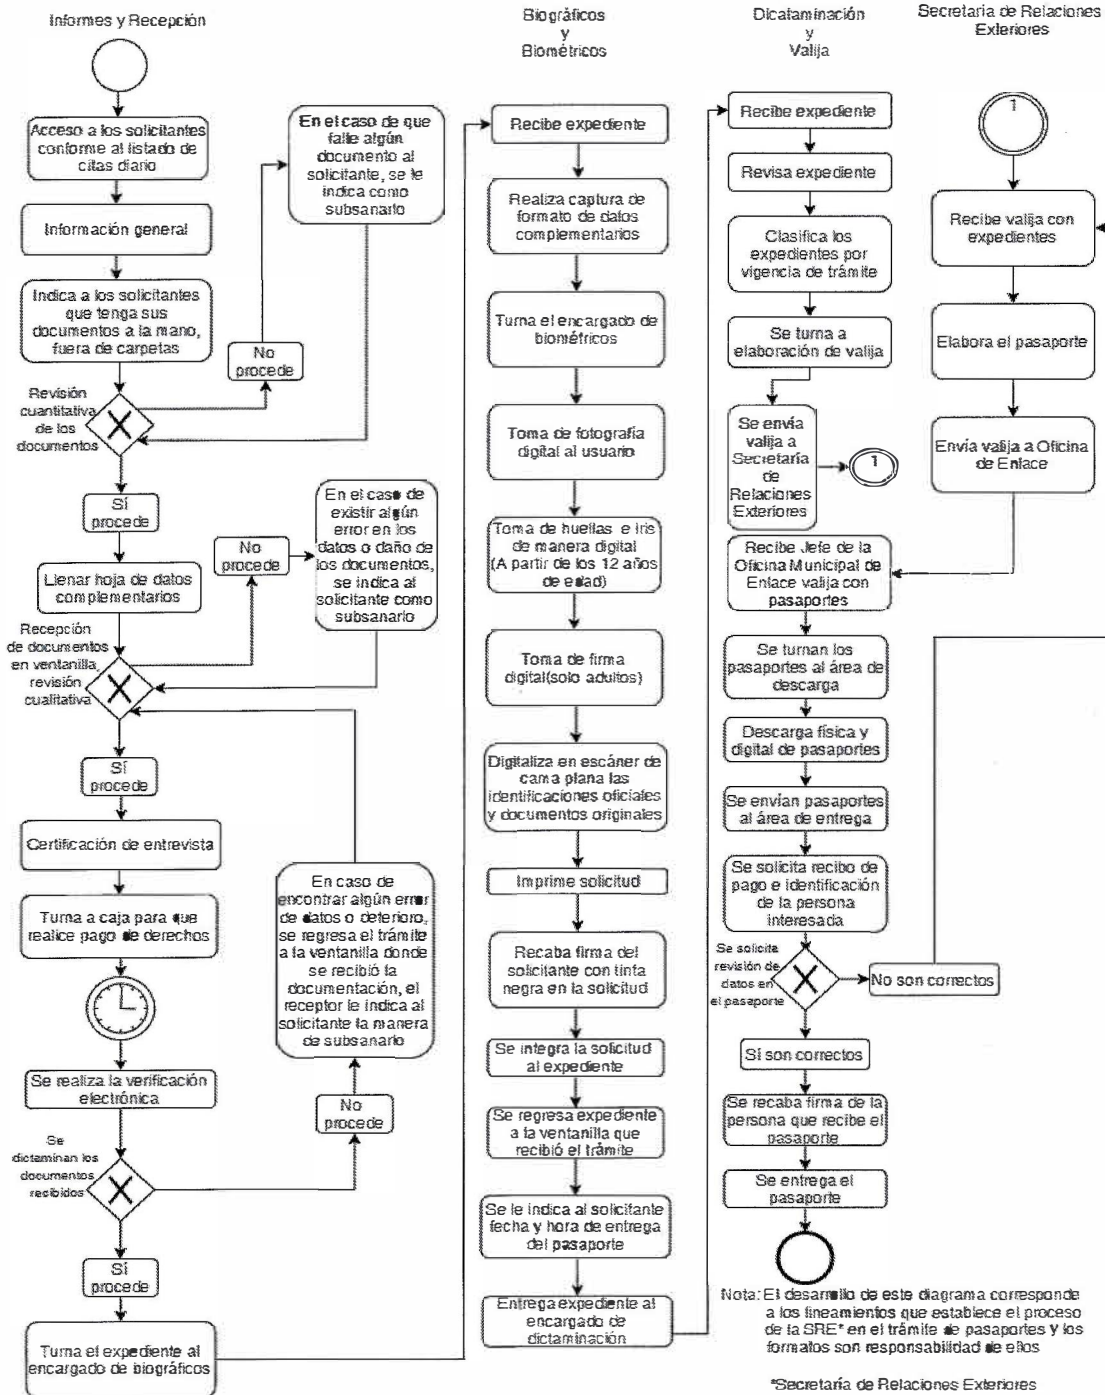 Informes y Recepción
Acceso a los solicitantes
conforme al listado de
citas diario
Información general
Indica a los solicitantes
que tenga sus
documentos a la mano,
fuera de carpetas
Revisión
cuantitativa
de los
documentos
No
procede
En el caso de que
falte algún
documento al
solicitante, se le
indica como
subsanarlo
Sí
procede
Llenar hoja de datos
complementarios
Recepción
de documentos
en ventanilla,
revisión
cualitativa
No
procede
En el caso de
existir algún
error en los
datos o daño de
los documentos,
se indica al
solicitante como
subsanarlo
Sí
procede
Certificación de entrevista
Turna a caja para que
realice pago de derechos
Se realiza la verificación
electrónica
Se
dictaminan los
documentos
recibidos
No
procede
En caso de
encontrar algún error
de datos o deterioro,
se regresa el trámite
a la ventanilla donde
se recibió la
documentación, el
receptor le indica al
solicitante la manera
de subsanarlo
Sí
procede
Turna el expediente al
encargado de biográficos
Biográficos
y
Biométricos
Recibe expediente
Realiza captura de
formato de datos
complementarios
Turna el encargado de
biométricos
Toma de fotografía
digital al usuario
Toma de huellas e iris
de manera digital
(A partir de los 12 años
de edad)
Toma de firma
digital(solo adultos)
Digitaliza en escáner de
cama plana las
identificaciones oficiales
y documentos originales
Imprime solicitud
Recaba firma del
solicitante con tinta
negra en la solicitud
Se integra la solicitud
al expediente
Se regresa expediente
a la ventanilla que
recibió el trámite
Se le indica al solicitante
fecha y hora de entrega
del pasaporte
Entrega expediente al
encargado de
dictaminación
Dicataminación
y
Valija
Recibe expediente
Revisa expediente
Clasifica los
expedientes por
vigencia de trámite
Se turna a
elaboración de valija
Se envía
valija a
Secretaría
de
Relaciones
Exteriores
1
Recibe Jefe de la
Oficina Municipal de
Enlace valija con
pasaportes
Se turnan los
pasaportes al área de
descarga
Descarga física y
digital de pasaportes
Se envían pasaportes
al área de entrega
Se solicita recibo de
pago e identificación
de la persona
interesada
Se solicita
revisión de
datos en
el pasaporte
No son correctos
Sí son correctos
Se recaba firma de la
persona que recibe el
pasaporte
Se entrega el
pasaporte
Secretaria de Relaciones
Exteriores
1
Recibe valija con
expedientes
Elabora el pasaporte
Envía valija a Oficina
de Enlace
Nota: El desarrollo de este diagrama corresponde
a los lineamientos que establece el proceso
de la SRE* en el trámite de pasaportes y los
formatos son responsabilidad de ellos
*Secretaría de Relaciones Exteriores